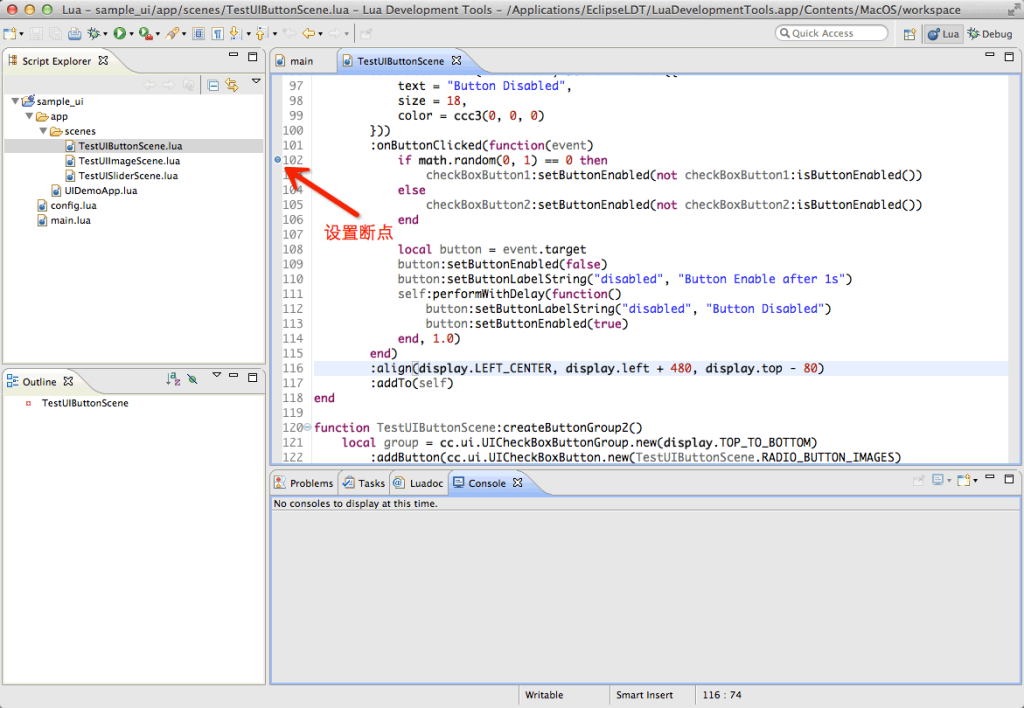 Lua – sample_ui/app/scenes/TestUIButtonScene.lua – Lua Development Tools – /Applications/EclipseLDT/LuaDevelopmentTools.app/Contents/MacOS/workspace
Quick Access
Lua
Debug
Script Explorer
sample_ui
app
scenes
TestUIButtonScene.lua
TestUIImageScene.lua
TestUISliderScene.lua
UIDemoApp.lua
config.lua
main.lua
Outline
TestUIButtonScene
main
TestUIButtonScene
97 text = "Button Disabled",
98 size = 18,
99 color = ccc3(0, 0, 0)
100 }))
101 :onButtonClicked(function(event)
102 if math.random(0, 1) == 0 then
103 checkBoxButton1:setButtonEnabled(not checkBoxButton1:isButtonEnabled())
104 else
105 checkBoxButton2:setButtonEnabled(not checkBoxButton2:isButtonEnabled())
106 end
107
设置断点
108 local button = event.target
109 button:setButtonEnabled(false)
110 button:setButtonLabelString("disabled", "Button Enable after 1s")
111 self:performWithDelay(function()
112 button:setButtonLabelString("disabled", "Button Disabled")
113 button:setButtonEnabled(true)
114 end, 1.0)
115 end)
116 :align(display.LEFT_CENTER, display.left + 480, display.top - 80)
117 :addTo(self)
118 end
119
120 function TestUIButtonScene:createButtonGroup2()
121 local group = cc.ui.UICheckBoxButtonGroup.new(display.TOP_TO_BOTTOM)
122 :addButton(cc.ui.UICheckBoxButton.new(TestUIButtonScene.RADIO_BUTTON_IMAGES)
Problems
Tasks
Luadoc
Console
No consoles to display at this time.
Writable
Smart Insert
116 : 74